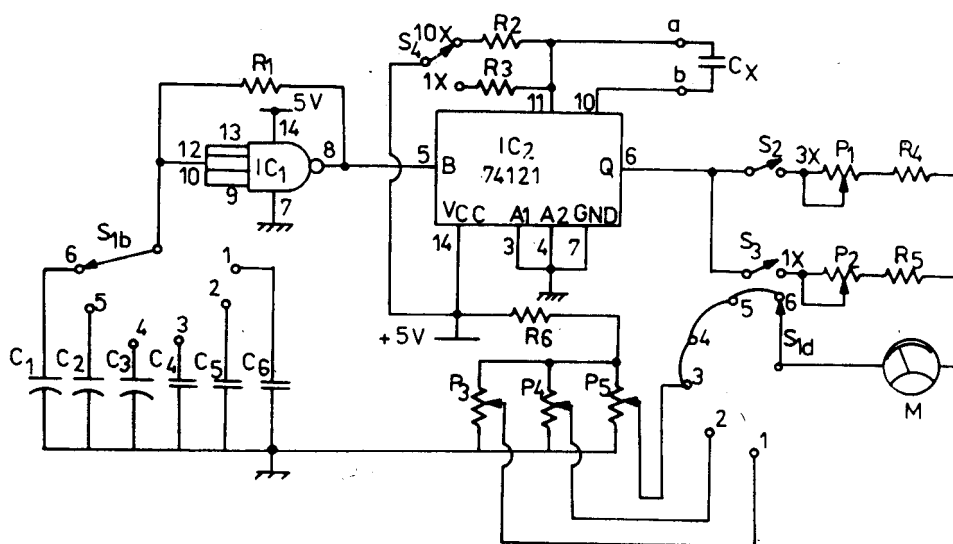 S4 10X R2
a
R1
1X R3
CX
5V
b
14
11 10
13
12
10
9
IC1
8
7
5 B
IC2
74121
Q 6
VCC A1 A2 GND
14 3 4 7
S2 3X P1 R4
S3 1X P2 R5
6 S1b
1
5
2
4 3
C1 C2 C3 C4 C5 C6
+5V
R6
5 6
4
S1d
3
P3 P4 P5
M
2
1